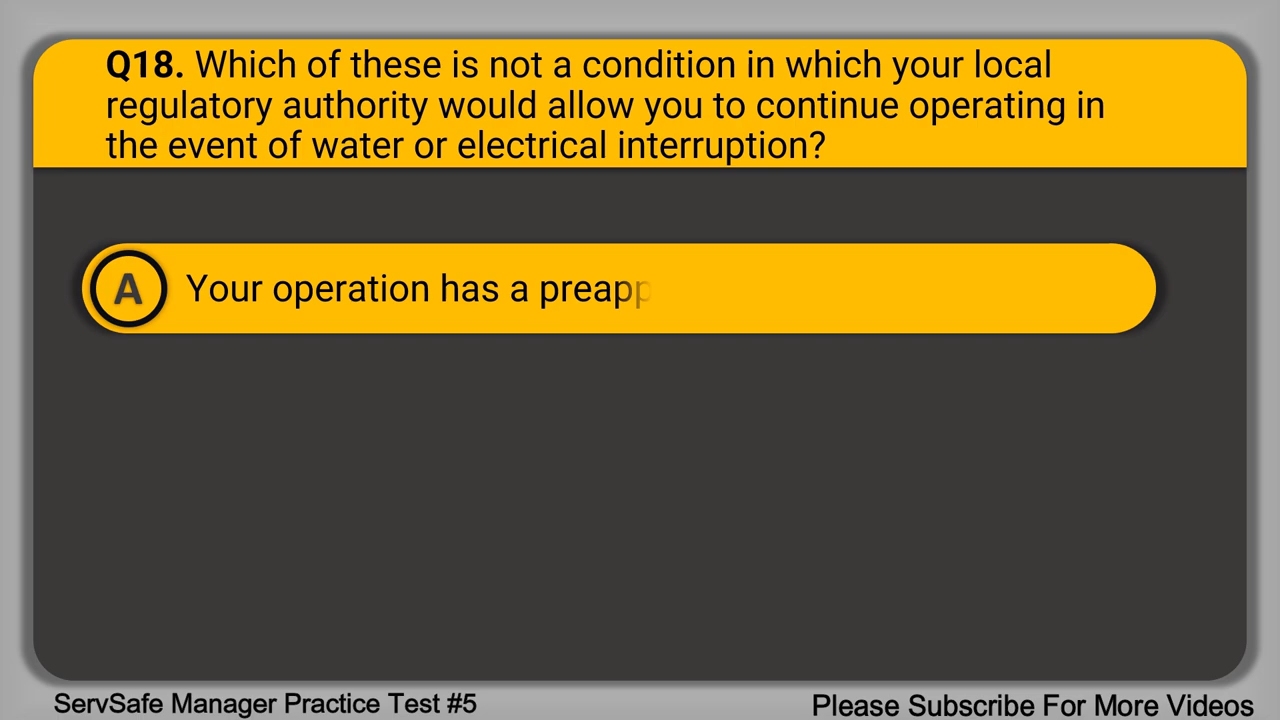 Q18. Which of these is not a condition in which your local
regulatory authority would allow you to continue operating in
the event of water or electrical interruption?
A Your operation has a preapp
ServSafe Manager Practice Test #5
Please Subscribe For More Videos